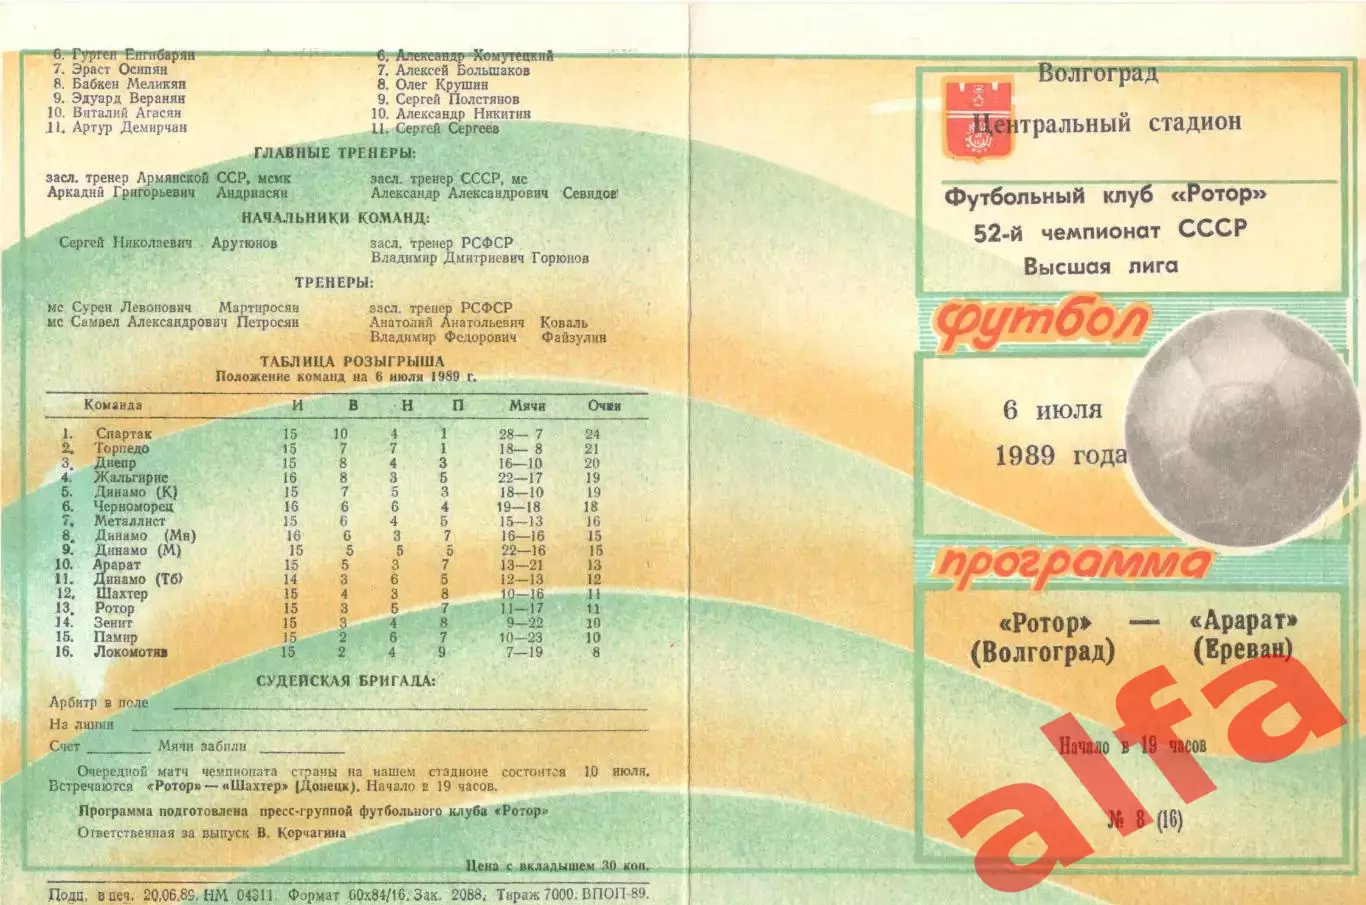 6. Гурген Енгибарян
7. Эраст Осипян
8. Бабкен Меликян
9. Эдуард Веранян
10. Виталий Агасян
11. Артур Демирчан
6. Александр Хомутецкий
7. Алексей Большаков
8. Олег Крушин
9. Сергей Полстянов
10. Александр Никитин
11. Сергей Сергеев
ГЛАВНЫЕ ТРЕНЕРЫ:
засл. тренер Армянской ССР, мсмк
Аркадий Григорьевич Андриасян
засл. тренер СССР, мс
Александр Александрович Севидов
НАЧАЛЬНИКИ КОМАНД:
Сергей Николаевич Арутюнов
засл. тренер РСФСР
Владимир Дмитриевич Горюнов
ТРЕНЕРЫ:
мс Сурен Левонович Мартиросян
мс Самвел Александрович Петросян
засл. тренер РСФСР
Анатолий Анатольевич Коваль
Владимир Федорович Файзулин
ТАБЛИЦА РОЗЫГРЫША
Положение команд на 6 июля 1989 г.
Команда И В Н П Мячи Очки
1. Спартак 15 10 4 1 28—7 24
2. Торпедо 15 7 7 1 18—8 21
3. Днепр 15 8 4 3 16—10 20
4. Жальгирис 16 8 3 5 22—17 19
5. Динамо (К) 15 7 5 3 18—10 19
6. Черноморец 16 6 6 4 19—18 18
7. Металлист 15 6 4 5 15—13 16
8. Динамо (Мн) 16 6 3 7 16—16 15
9. Динамо (М) 15 5 5 5 22—16 15
10. Арарат 15 5 3 7 13—21 13
11. Динамо (Тб) 14 3 6 5 12—13 12
12. Шахтер 15 4 3 8 10—16 11
13. Ротор 15 3 5 7 11—17 11
14. Зенит 15 3 4 8 9—22 10
15. Памир 15 2 6 7 10—23 10
16. Локомотив 15 2 4 9 7—19 8
СУДЕЙСКАЯ БРИГАДА:
Арбитр в поле
На линии
Счет Мячи забили
Очередной матч чемпионата страны на нашем стадионе состоится 10 июля.
Встречаются «Ротор» — «Шахтер» (Донецк). Начало в 19 часов.
Программа подготовлена пресс-группой футбольного клуба «Ротор»
Ответственная за выпуск В. Корчагина
Цена с вкладышем 30 коп.
Подп. в печ. 20.06.89. НМ 04311. Формат 60х84/16. Зак. 2088. Тираж 7000. ВПОП-89.
Волгоград
Центральный стадион
Футбольный клуб «Ротор»
52-й чемпионат СССР
Высшая лига
футбол
6 июля
1989 года
программа
«Ротор» — «Арарат»
(Волгоград) (Ереван)
Начало в 19 часов
№ 8 (16)
alfa